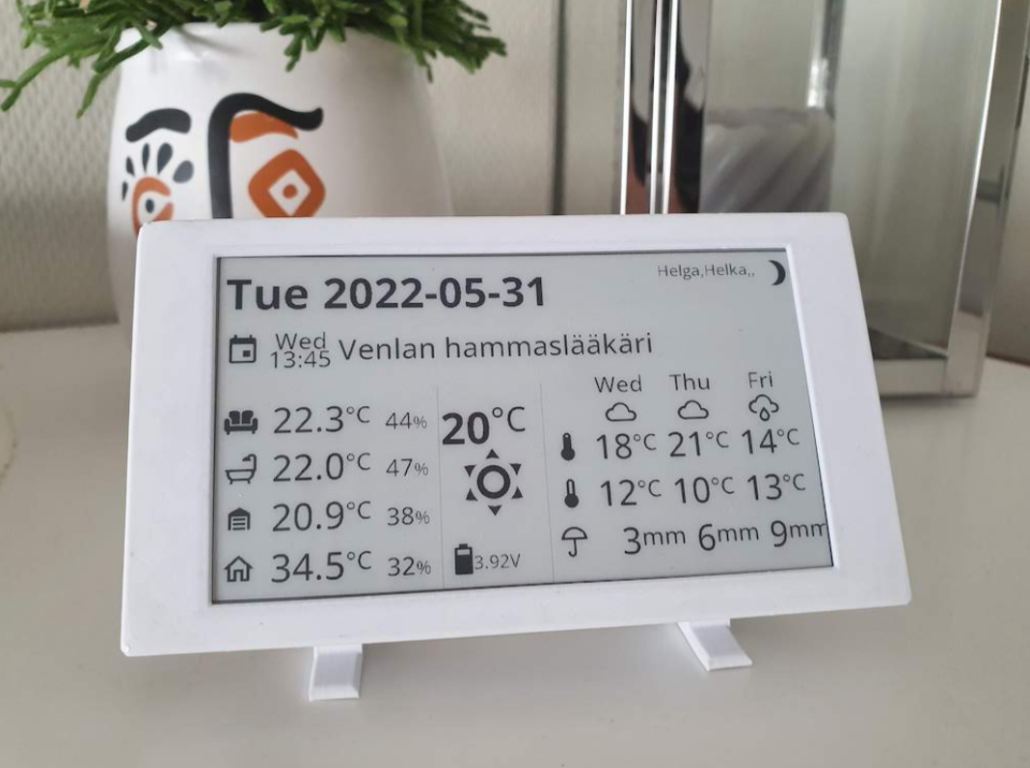 Helga,Helka,,
Tue 2022-05-31
Wed
13:45 Venlan hammaslääkäri
22.3°C 44%
22.0°C 47%
20.9°C 38%
34.5°C 32%
20°C
3.92V
Wed Thu Fri
18°C 21°C 14°C
12°C 10°C 13°C
3mm 6mm 9mm